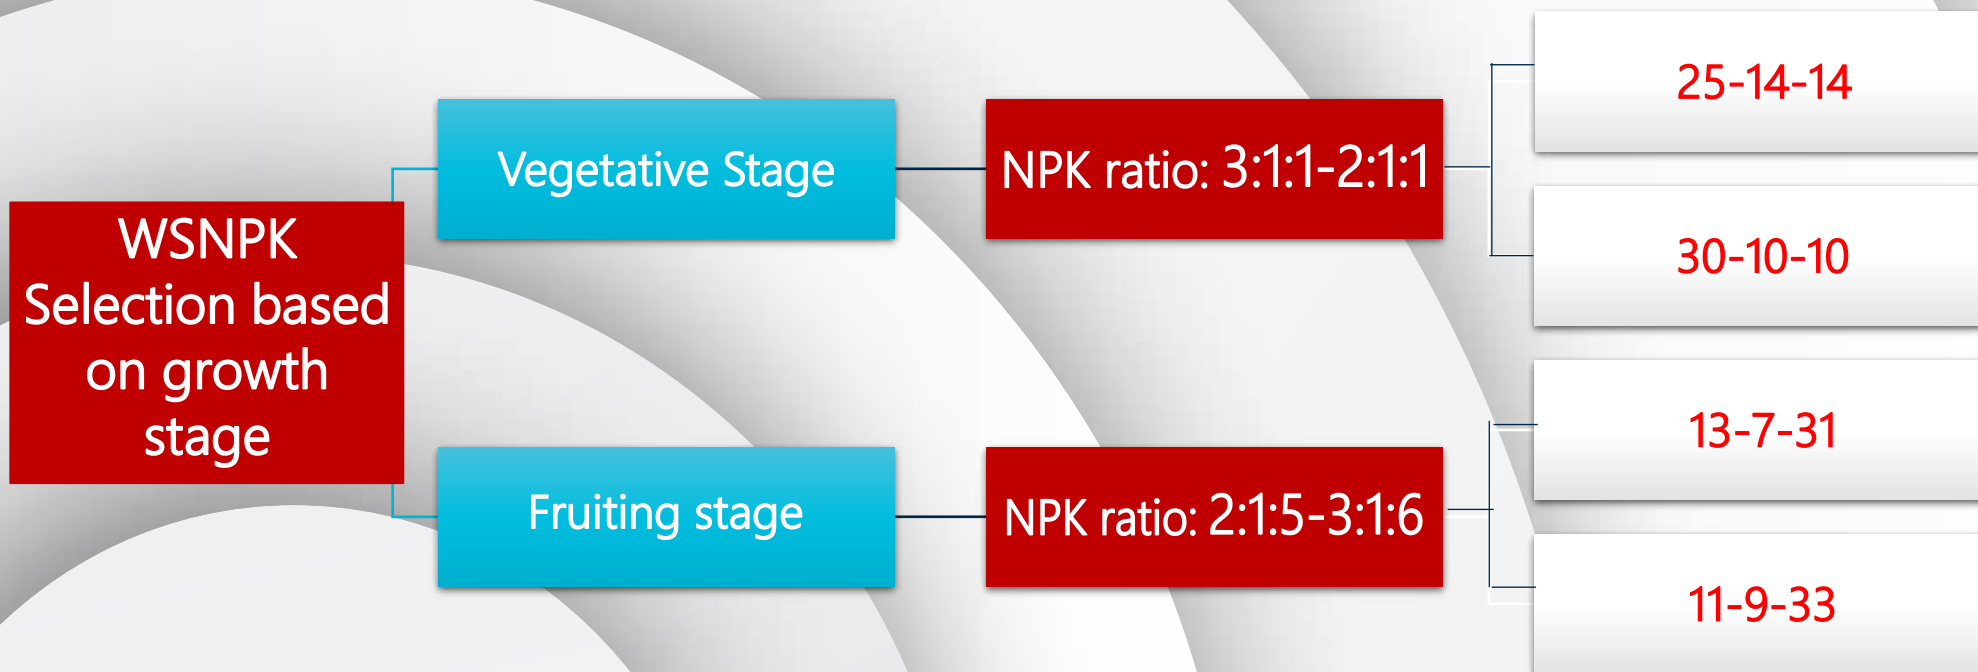 WSNPK
Selection based
on growth
stage
Vegetative Stage
NPK ratio: 3:1:1-2:1:1
25-14-14
30-10-10
Fruiting stage
NPK ratio: 2:1:5-3:1:6
13-7-31
11-9-33